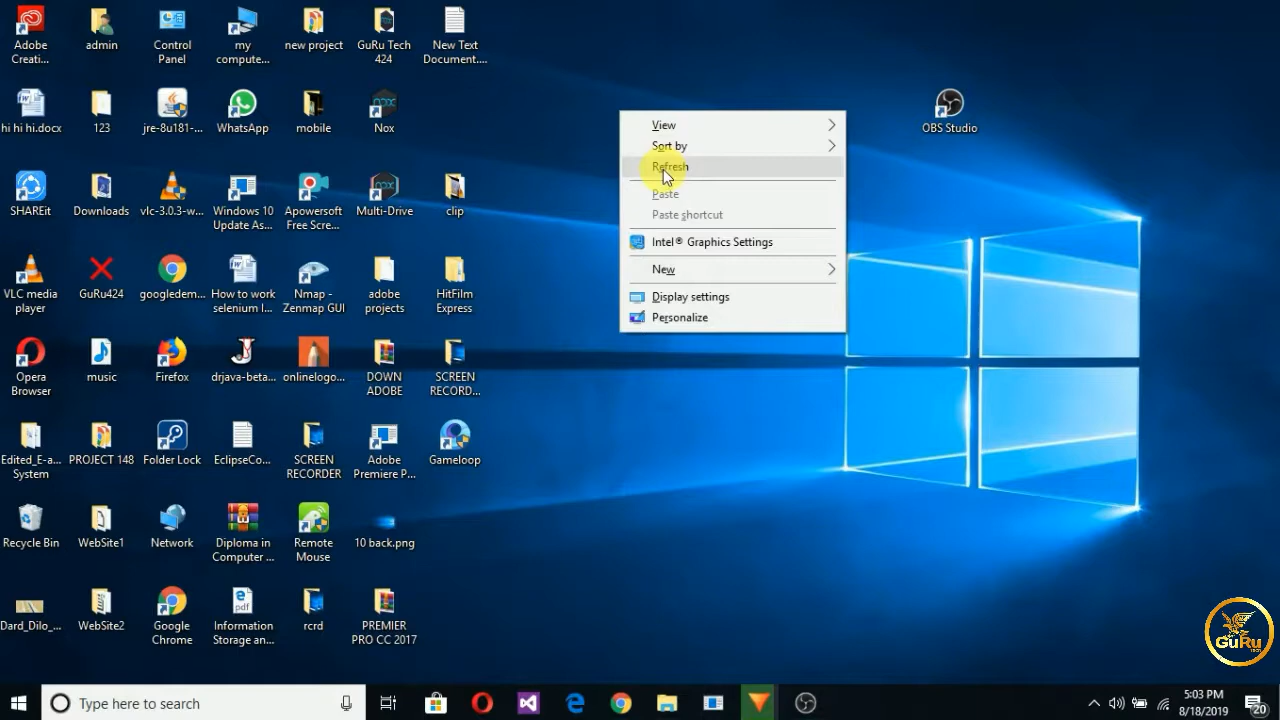 Adobe
Creati...
admin
Control
Panel
my
compute...
new project
GuRu Tech
424
New Text
Document....
hi hi hi.docx
123
jre-8u181-...
WhatsApp
mobile
Nox
OBS Studio
SHAREit
Downloads
vlc-3.0.3-w...
Windows 10
Update As...
Apowersoft
Free Scre...
Multi-Drive
clip
VLC media
player
GuRu424
googledem...
How to work
selenium I...
Nmap -
Zenmap GUI
adobe
projects
HitFilm
Express
Opera
Browser
music
Firefox
drjava-beta...
onlinelogo...
DOWN
ADOBE
SCREEN
RECORD...
Edited_E-a...
System
PROJECT 148
Folder Lock
EclipseCo...
SCREEN
RECORDER
Adobe
Premiere P...
Gameloop
Recycle Bin
WebSite1
Network
Diploma in
Computer ...
Remote
Mouse
10 back.png
Dard_Dilo_...
WebSite2
Google
Chrome
pdf
Information
Storage an...
rcrd
PREMIER
PRO CC 2017
View
Sort by
Refresh
Paste
Paste shortcut
Intel® Graphics Settings
New
Display settings
Personalize
GuRu
Type here to search
5:03 PM
8/18/2019
20